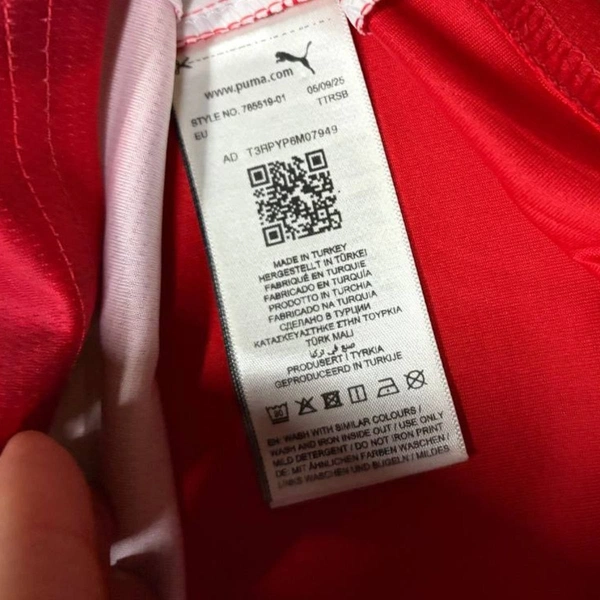 www.puma.com
STYLE NO. 765519-01 05/09/25
EU TTRSB
AD T3RPYP6M07949
MADE IN TURKEY
HERGESTELLT IN TÜRKEI
FABRIQUÉ EN TURQUIE
FABRICADO EN TURQUÍA
PRODOTTO IN TURCHIA
FABRICADO NA TURQUIA
СДЕЛАНО В ТУРЦИИ
ΚΑΤΑΣΚΕΥΑΣΤΗΚΕ ΣΤΗΝ ΤΟΥΡΚΙΑ
TÜRK MALI
صنع في تركيا
PRODUSERT I TYRKIA
GEPRODUCEERD IN TURKIJE
EN: WASH WITH SIMILAR COLOURS /
WASH AND IRON INSIDE OUT / USE ONLY
MILD DETERGENT / DO NOT IRON PRINT
DE: MIT ÄHNLICHEN FARBEN WASCHEN /
LINKS WASCHEN UND BÜGELN / MILDES